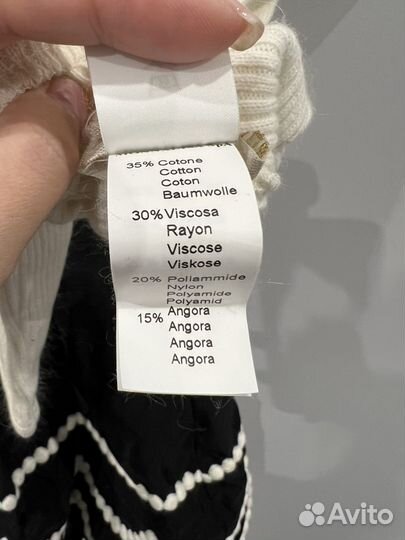 35% Cotone
Cotton
Coton
Baumwolle
30% Viscosa
Rayon
Viscose
Viskose
20% Poliammide
Nylon
Polyamide
Polyamid
15% Angora
Angora
Angora
Angora
Avito